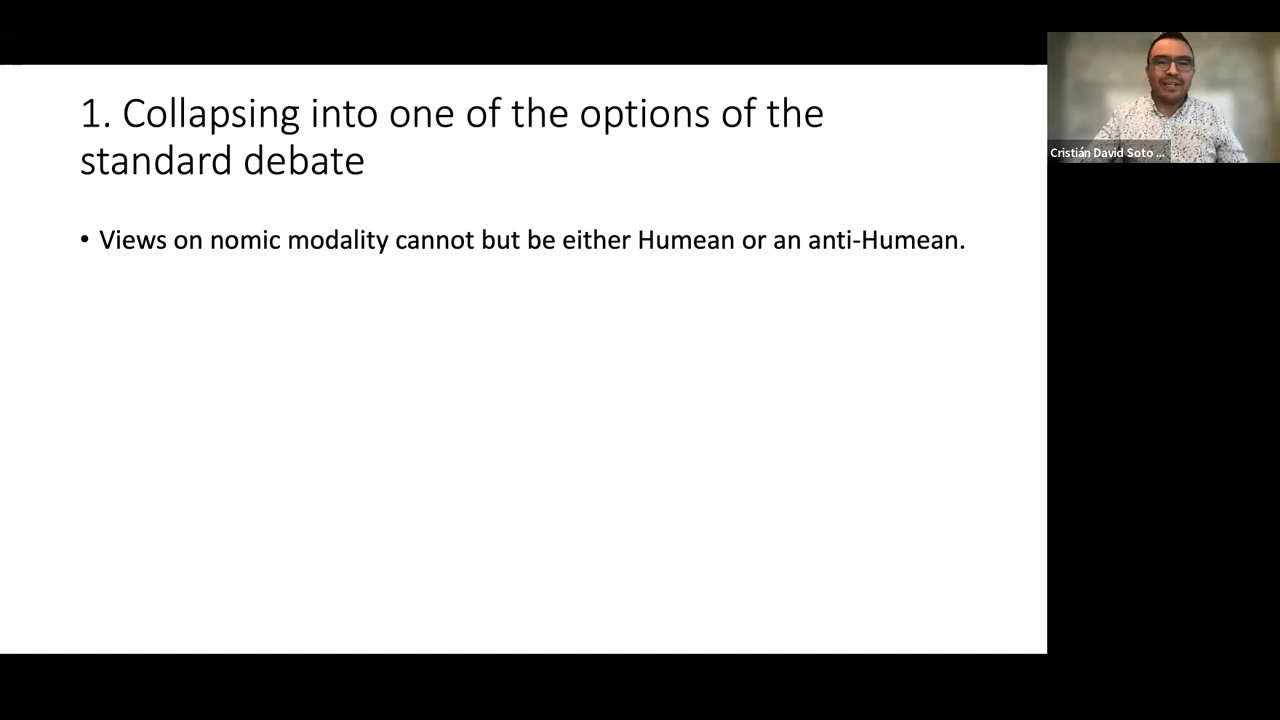 1. Collapsing into one of the options of the
standard debate
• Views on nomic modality cannot but be either Humean or an anti-Humean.
Cristián David Soto ...